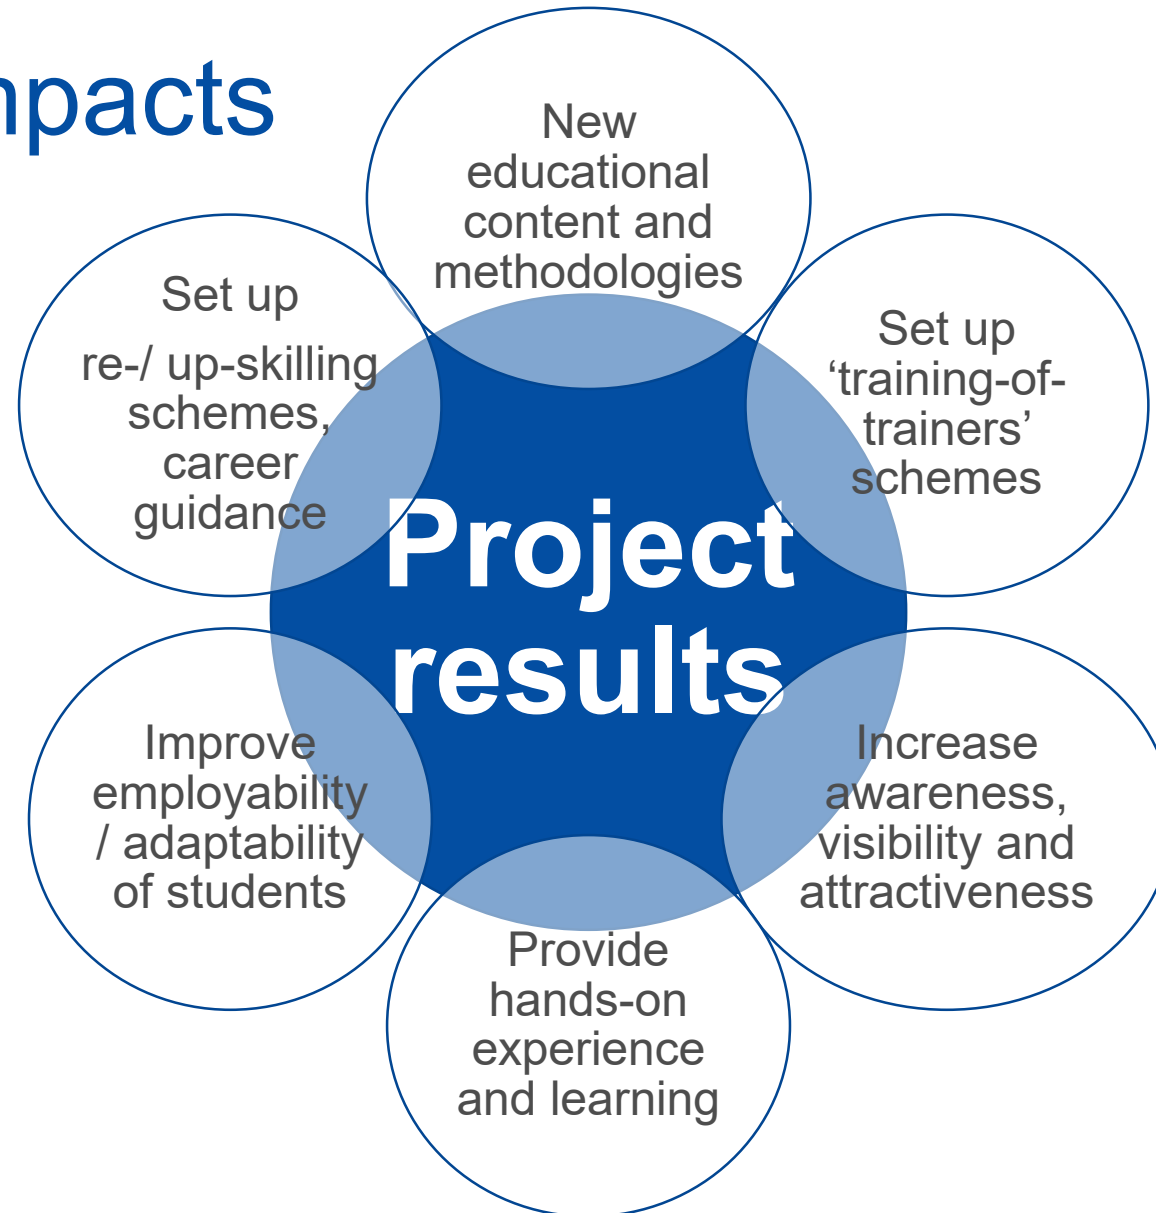 mpacts
New
educational
content and
methodologies
Set up
‘training-of-
trainers’
schemes
Increase
awareness,
visibility and
attractiveness
Provide
hands-on
experience
and learning
Improve
employability
/ adaptability
of students
Set up
re-/ up-skilling
schemes,
career
guidance
Project
results